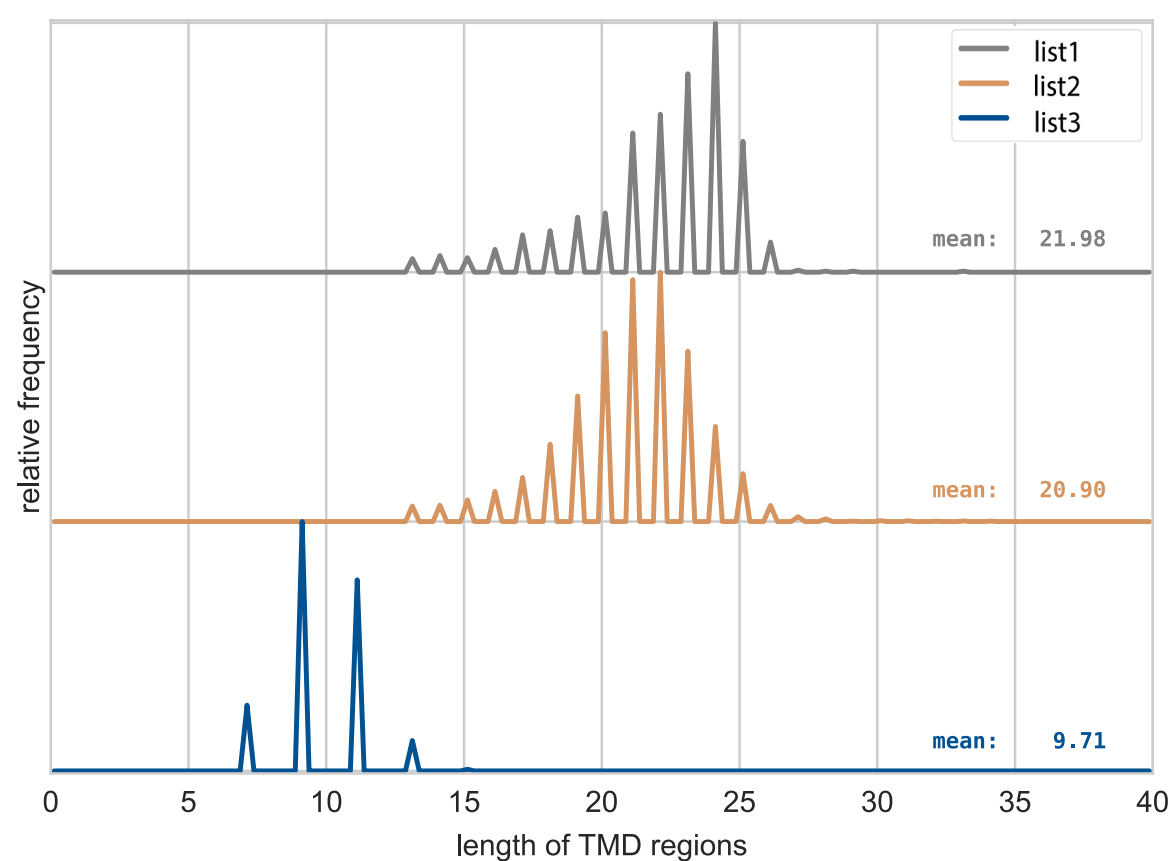 list1
list2
list3
mean: 21.98
relative frequency
mean: 20.90
mean: 9.71
0 5 10 15 20 25 30 35 40
length of TMD regions